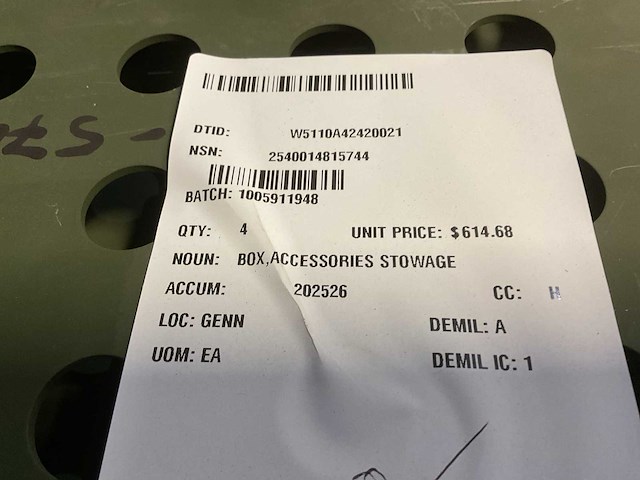 DTID: W5110A42420021
NSN: 2540014815744
BATCH: 1005911948
QTY: 4 UNIT PRICE: $614.68
NOUN: BOX,ACCESSORIES STOWAGE
ACCUM: 202526 CC: H
LOC: GENN DEMIL: A
UOM: EA DEMIL IC: 1